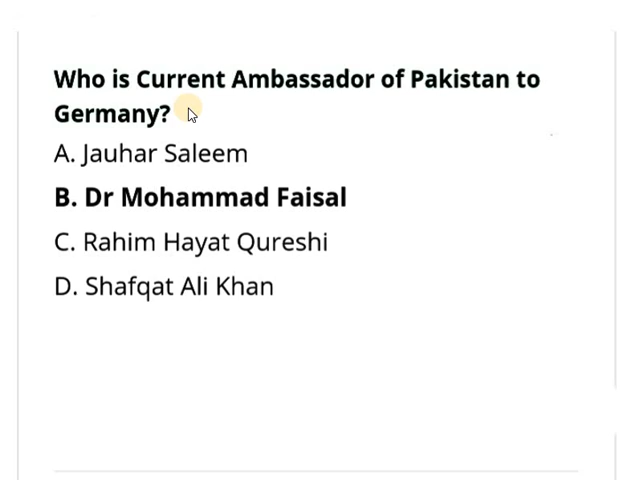 Who is Current Ambassador of Pakistan to
Germany?
A. Jauhar Saleem
B. Dr Mohammad Faisal
C. Rahim Hayat Qureshi
D. Shafqat Ali Khan